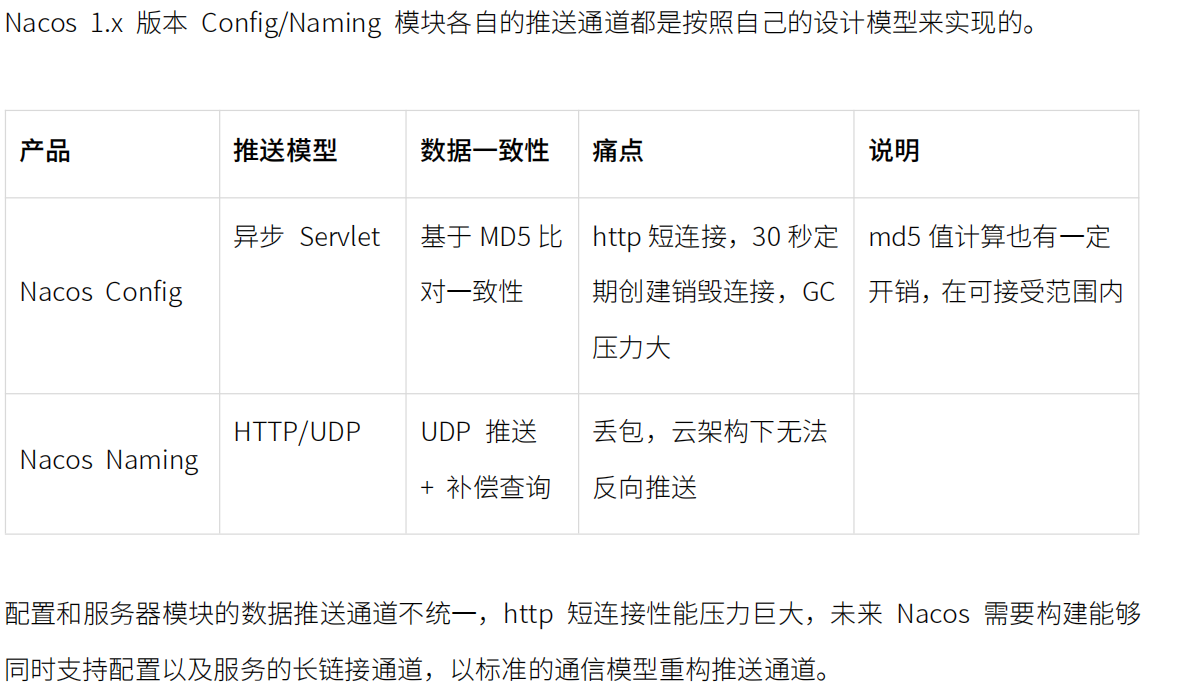 Nacos 1.x 版本 Config/Naming 模块各自的推送通道都是按照自己的设计模型来实现的。
产品 推送模型 数据一致性 痛点 说明
Nacos Config
异步 Servlet
基于 MD5 比
对一致性
http 短连接，30 秒定
期创建销毁连接，GC
压力大
md5 值计算也有一定
开销，在可接受范围内
Nacos Naming
HTTP/UDP
UDP 推送
+ 补偿查询
丢包，云架构下无法
反向推送
配置和服务器模块的数据推送通道不统一，http 短连接性能压力巨大，未来 Nacos 需要构建能够
同时支持配置以及服务的长链接通道，以标准的通信模型重构推送通道。